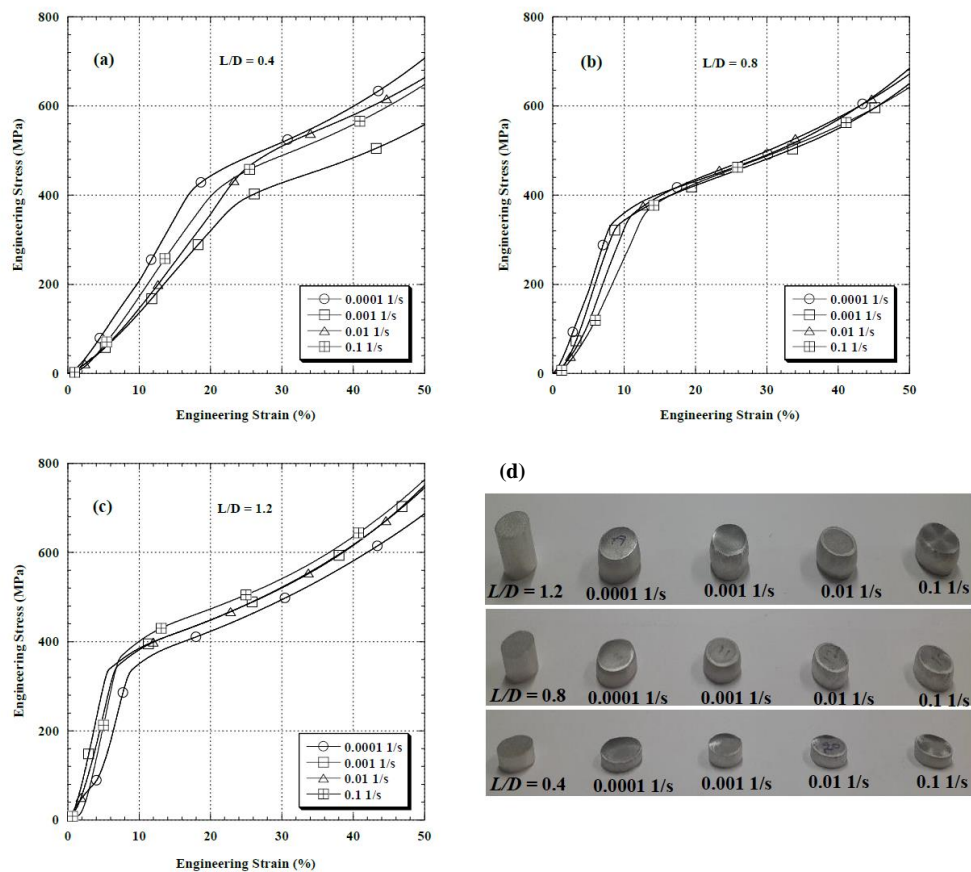 (a)
L/D = 0.4
Engineering Stress (MPa)
800
600
400
200
0
0 10 20 30 40 50
Engineering Strain (%)
0.0001 1/s
0.001 1/s
0.01 1/s
0.1 1/s
(b)
L/D = 0.8
Engineering Stress (MPa)
800
600
400
200
0
0 10 20 30 40 50
Engineering Strain (%)
0.0001 1/s
0.001 1/s
0.01 1/s
0.1 1/s
(c)
L/D = 1.2
Engineering Stress (MPa)
800
600
400
200
0
0 10 20 30 40 50
Engineering Strain (%)
0.0001 1/s
0.001 1/s
0.01 1/s
0.1 1/s
(d)
L/D = 1.2 0.0001 1/s 0.001 1/s 0.01 1/s 0.1 1/s
L/D = 0.8 0.0001 1/s 0.001 1/s 0.01 1/s 0.1 1/s
L/D = 0.4 0.0001 1/s 0.001 1/s 0.01 1/s 0.1 1/s